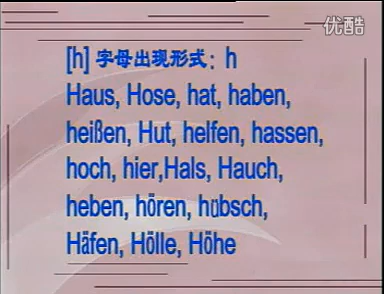 优酷
[h] 字母出现形式: h
Haus, Hose, hat, haben,
heißen, Hut, helfen, hassen,
hoch, hier,Hals, Hauch,
heben, hören, hübsch,
Häfen, Hölle, Höhe